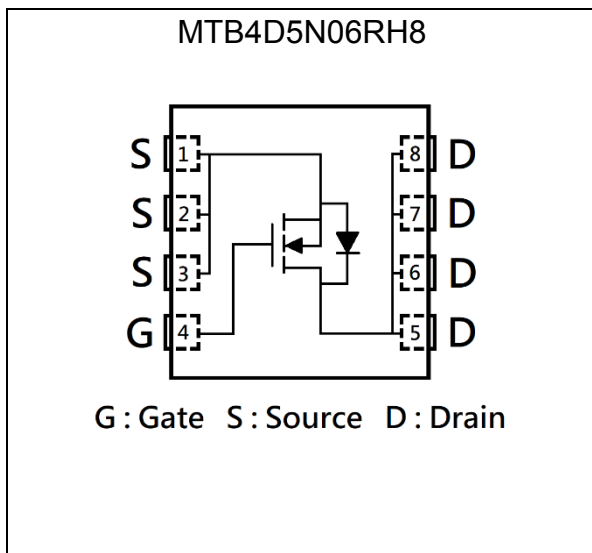 MTB4D5N06RH8
S 1 8 D
S 2 7 D
S 3 6 D
G 4 5 D
G : Gate S : Source D : Drain